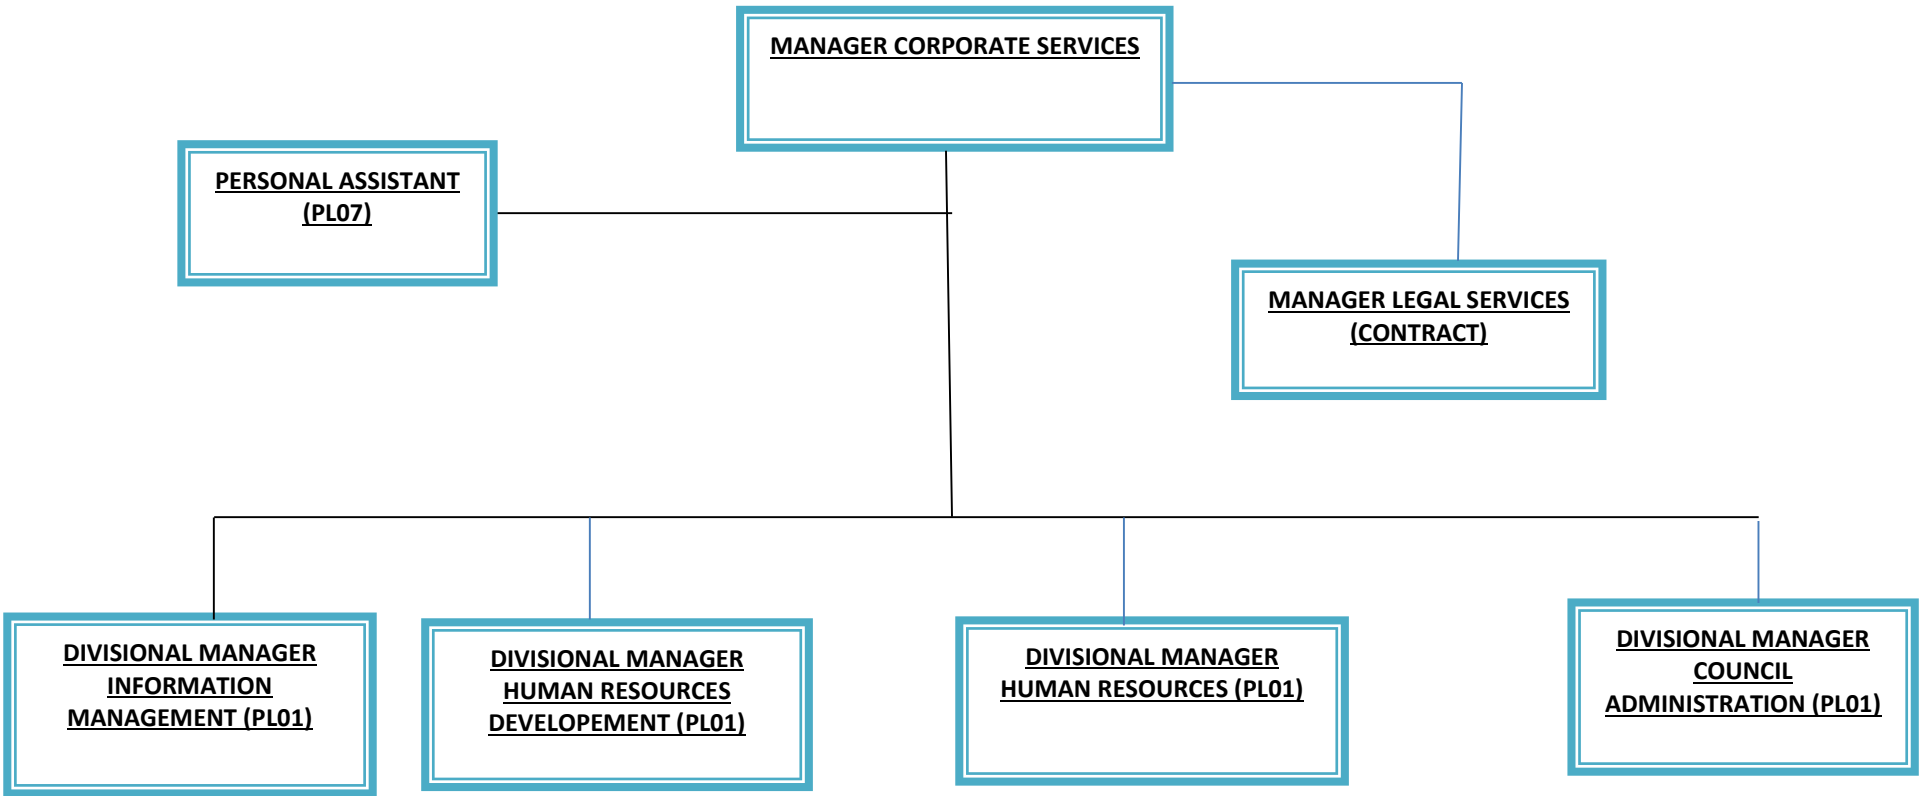 MANAGER CORPORATE SERVICES
PERSONAL ASSISTANT
(PL07)
MANAGER LEGAL SERVICES
(CONTRACT)
DIVISIONAL MANAGER
INFORMATION
MANAGEMENT (PL01)
DIVISIONAL MANAGER
HUMAN RESOURCES
DEVELOPEMENT (PL01)
DIVISIONAL MANAGER
HUMAN RESOURCES (PL01)
DIVISIONAL MANAGER
COUNCIL
ADMINISTRATION (PL01)